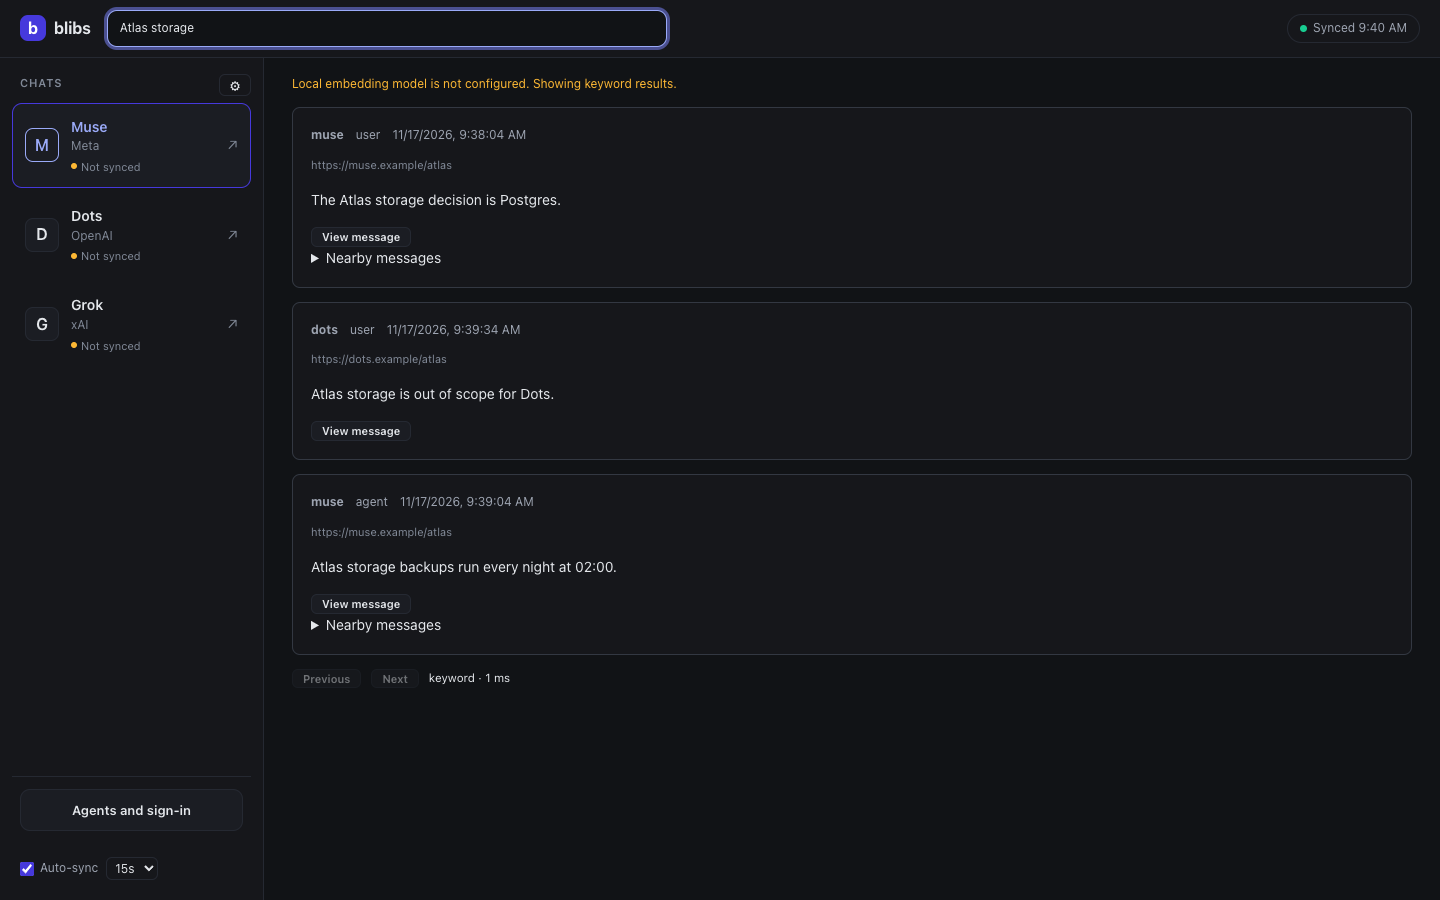 b blibs
Atlas storage
Synced 9:40 AM
CHATS
M
Muse
Meta
Not synced
D
Dots
OpenAI
Not synced
G
Grok
xAI
Not synced
Agents and sign-in
Auto-sync 15s
Local embedding model is not configured. Showing keyword results.
muse user 11/17/2026, 9:38:04 AM
https://muse.example/atlas
The Atlas storage decision is Postgres.
View message
Nearby messages
dots user 11/17/2026, 9:39:34 AM
https://dots.example/atlas
Atlas storage is out of scope for Dots.
View message
muse agent 11/17/2026, 9:39:04 AM
https://muse.example/atlas
Atlas storage backups run every night at 02:00.
View message
Nearby messages
Previous Next keyword · 1 ms